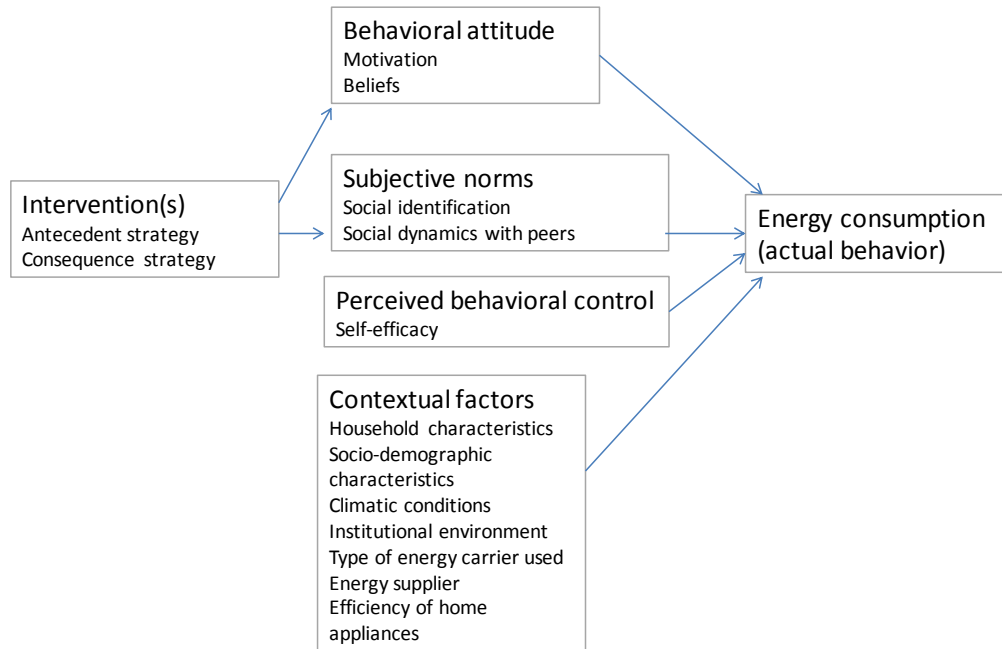 Behavioral attitude
Motivation
Beliefs
Intervention(s)
Antecedent strategy
Consequence strategy
Subjective norms
Social identification
Social dynamics with peers
Energy consumption
(actual behavior)
Perceived behavioral control
Self-efficacy
Contextual factors
Household characteristics
Socio-demographic
characteristics
Climatic conditions
Institutional environment
Type of energy carrier used
Energy supplier
Efficiency of home
appliances